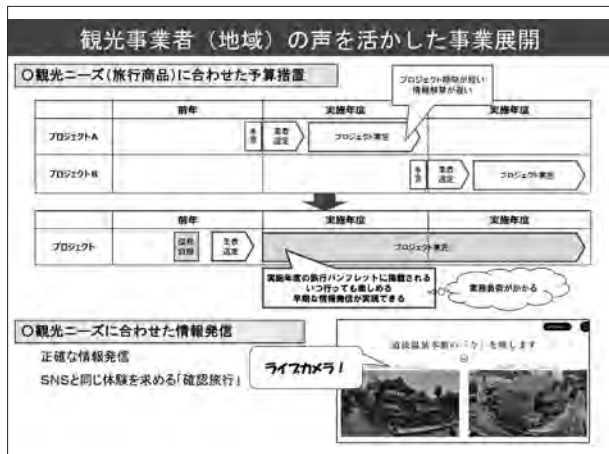 観光事業者(地域)の声を活かした事業展開
○観光ニーズ(旅行商品)に合わせた予算措置
プロジェクト期間が短い
情報解禁が遅い
前年
実施年度
実施年度
プロジェクトA
予算
業者
選定
プロジェクト実施
プロジェクトB
予算
業者
選定
プロジェクト実施
前年
実施年度
実施年度
プロジェクト
業者
選定
プロジェクト実施
実施年度の旅行パンフレットに掲載される
いつ行っても楽しめる
早期な情報発信が実現できる
業務負荷がかかる
○観光ニーズに合わせた情報発信
正確な情報発信
SNSと同じ体験を求める「確認旅行」
ライブカメラ!
道後温泉本館の「今」を映します